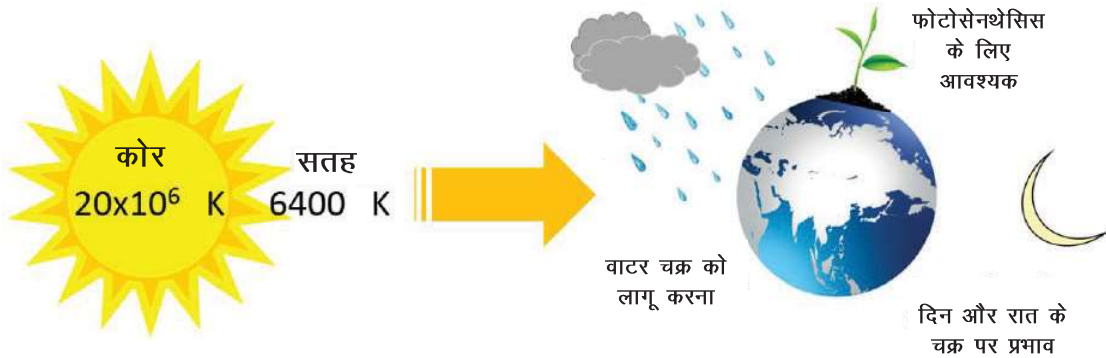 फोटोसेनथेसिस
के लिए
आवश्यक
कोर
सतह
20x10⁶ K
6400 K
वाटर चक्र को
लागू करना
दिन और रात के
चक्र पर प्रभाव